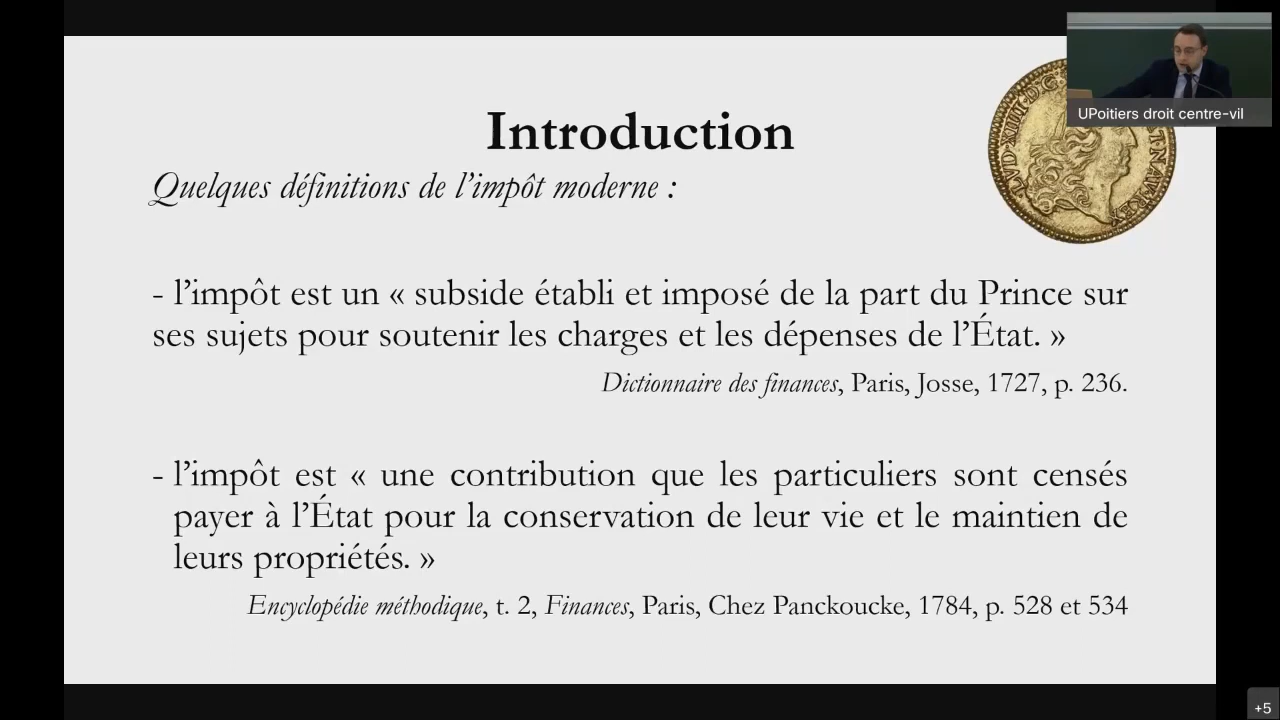 Introduction
UPoitiers droit centre-vil
Quelques définitions de l’impôt moderne :
- l’impôt est un « subside établi et imposé de la part du Prince sur
ses sujets pour soutenir les charges et les dépenses de l’État. »
Dictionnaire des finances, Paris, Josse, 1727, p. 236.
- l’impôt est « une contribution que les particuliers sont censés
payer à l’État pour la conservation de leur vie et le maintien de
leurs propriétés. »
Encyclopédie méthodique, t. 2, Finances, Paris, Chez Panckoucke, 1784, p. 528 et 534
+5